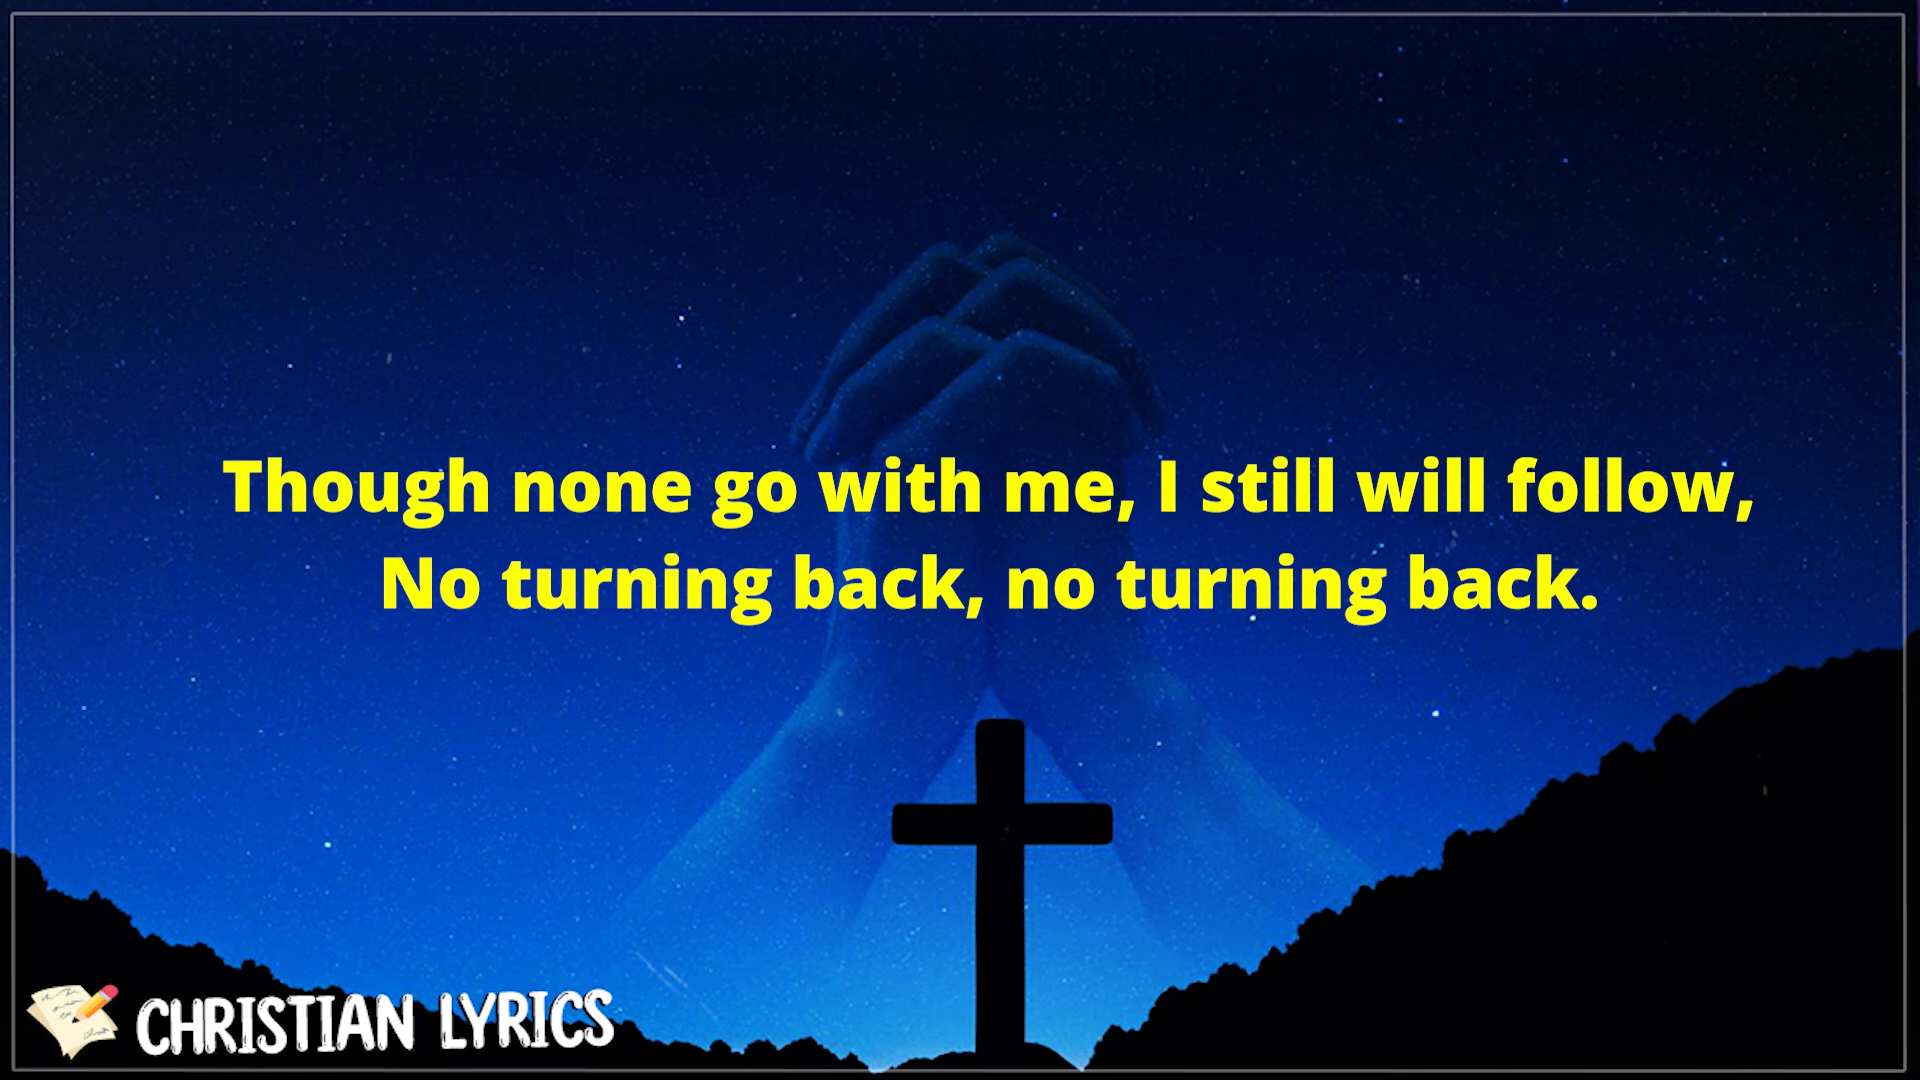 Though none go with me, I still will follow,
No turning back, no turning back.
CHRISTIAN LYRICS